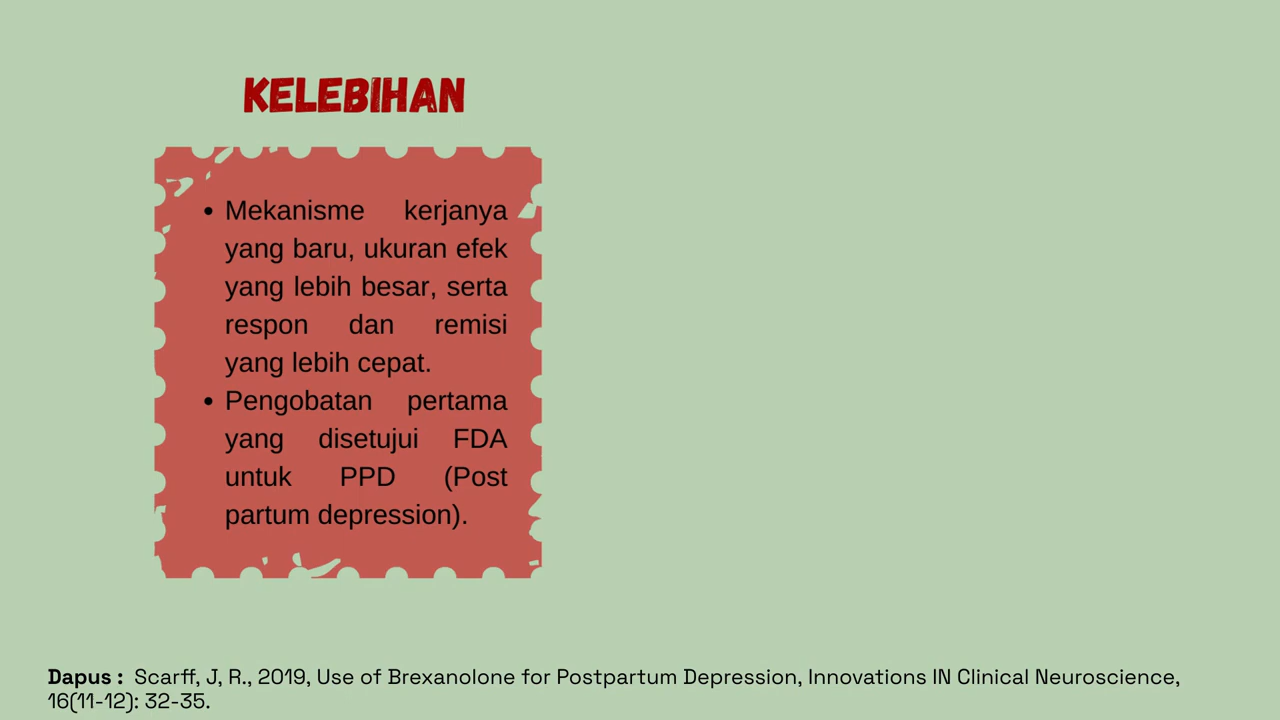 KELEBIHAN
• Mekanisme kerjanya
yang baru, ukuran efek
yang lebih besar, serta
respon dan remisi
yang lebih cepat.
• Pengobatan pertama
yang disetujui FDA
untuk PPD (Post
partum depression).
Dapus : Scarff, J, R., 2019, Use of Brexanolone for Postpartum Depression, Innovations IN Clinical Neuroscience,
16(11-12): 32-35.